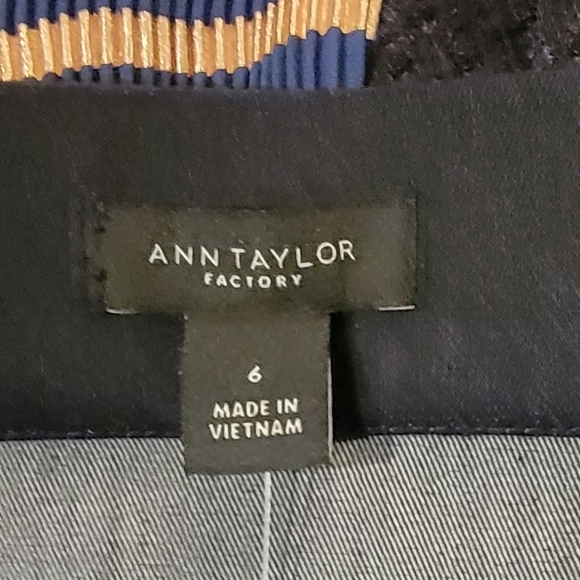 ANN TAYLOR
FACTORY
6
MADE IN
VIETNAM